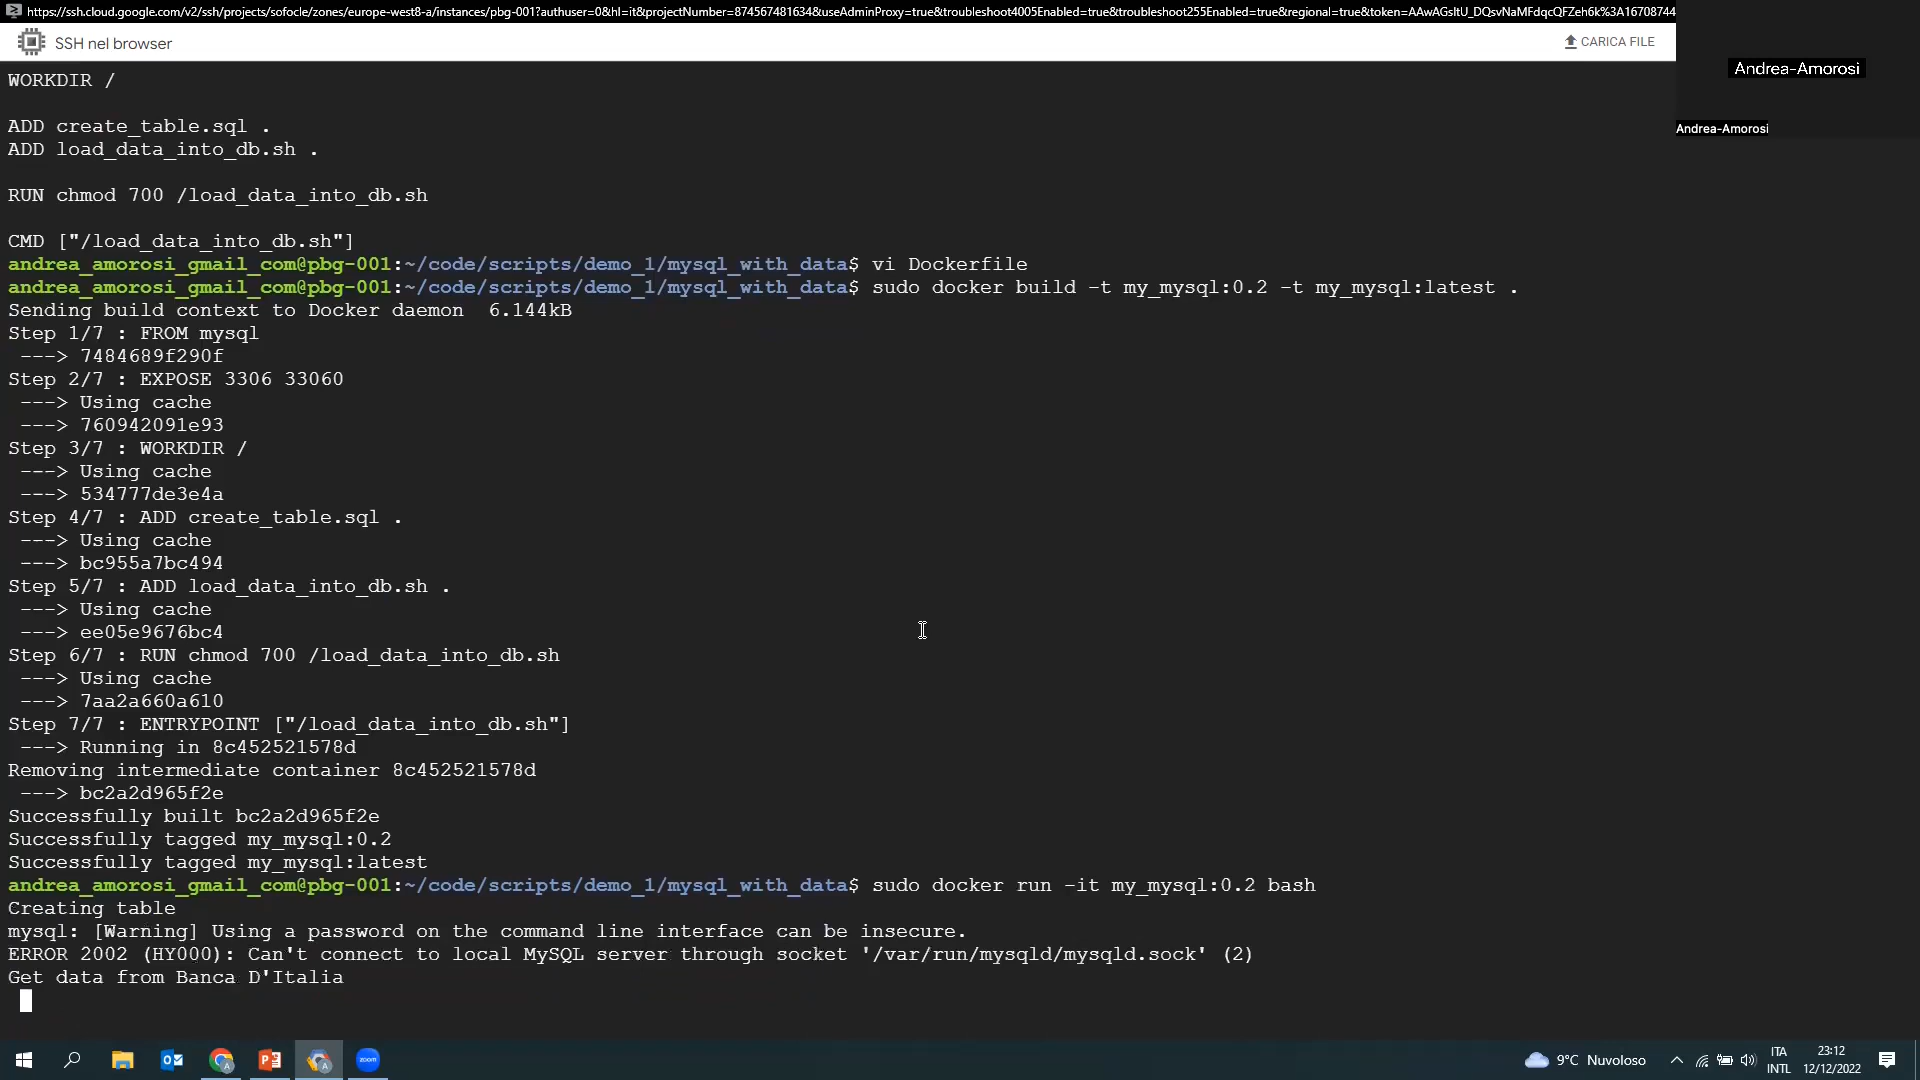 https://ssh.cloud.google.com/v2/ssh/projects/sofocle/zones/europe-west8-a/instances/pbg-001?authuser=0&hl=it&projectNumber=874567481634&useAdminProxy=true&troubleshoot4005Enabled=true&troubleshoot255Enabled=true&regional=true&token=AAwAGsltU_DQsvNaMFdqcQFZeh6k%3A16708744
SSH nel browser
CARICA FILE
Andrea-Amorosi
Andrea-Amorosi
WORKDIR /
ADD create_table.sql .
ADD load_data_into_db.sh .
RUN chmod 700 /load_data_into_db.sh
CMD ["/load_data_into_db.sh"]
andrea_amorosi_gmail_com@pbg-001:~/code/scripts/demo_1/mysql_with_data$ vi Dockerfile
andrea_amorosi_gmail_com@pbg-001:~/code/scripts/demo_1/mysql_with_data$ sudo docker build -t my_mysql:0.2 -t my_mysql:latest .
Sending build context to Docker daemon  6.144kB
Step 1/7 : FROM mysql
 ---> 7484689f290f
Step 2/7 : EXPOSE 3306 33060
 ---> Using cache
 ---> 760942091e93
Step 3/7 : WORKDIR /
 ---> Using cache
 ---> 534777de3e4a
Step 4/7 : ADD create_table.sql .
 ---> Using cache
 ---> bc955a7bc494
Step 5/7 : ADD load_data_into_db.sh .
 ---> Using cache
 ---> ee05e9676bc4
Step 6/7 : RUN chmod 700 /load_data_into_db.sh
 ---> Using cache
 ---> 7aa2a660a610
Step 7/7 : ENTRYPOINT ["/load_data_into_db.sh"]
 ---> Running in 8c452521578d
Removing intermediate container 8c452521578d
 ---> bc2a2d965f2e
Successfully built bc2a2d965f2e
Successfully tagged my_mysql:0.2
Successfully tagged my_mysql:latest
andrea_amorosi_gmail_com@pbg-001:~/code/scripts/demo_1/mysql_with_data$ sudo docker run -it my_mysql:0.2 bash
Creating table
mysql: [Warning] Using a password on the command line interface can be insecure.
ERROR 2002 (HY000): Can't connect to local MySQL server through socket '/var/run/mysqld/mysqld.sock' (2)
Get data from Banca D'Italia
zoom
9°C Nuvoloso
ITA
INTL
23:12
12/12/2022